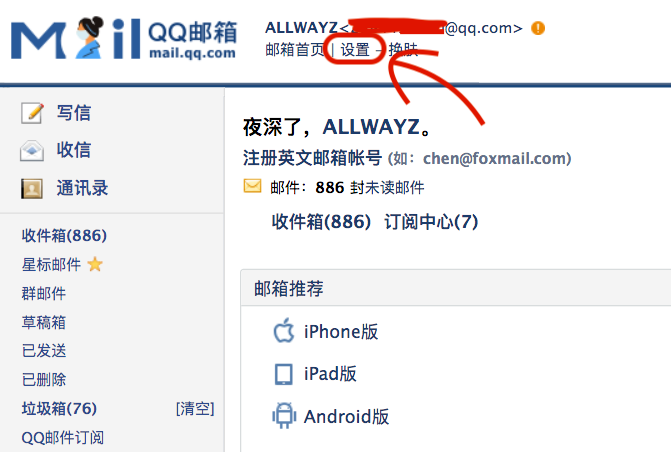 Mail QQ邮箱
mail.qq.com
ALLWAYZ< @qq.com>
邮箱首页 | 设置 - 换肤
写信
收信
通讯录
收件箱(886)
星标邮件
群邮件
草稿箱
已发送
已删除
垃圾箱(76) [清空]
QQ邮件订阅
夜深了，ALLWAYZ。
注册英文邮箱帐号 (如：chen@foxmail.com)
邮件：886 封未读邮件
收件箱(886) 订阅中心(7)
邮箱推荐
iPhone版
iPad版
Android版